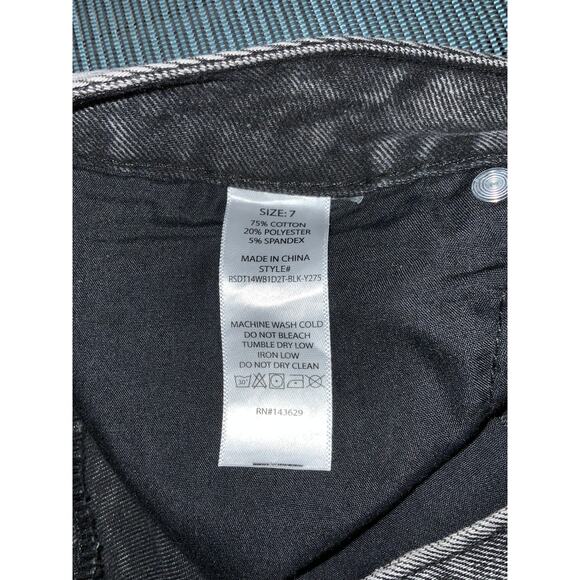 SIZE: 7
75% COTTON
20% POLYESTER
5% SPANDEX
MADE IN CHINA
STYLE#
RSDT14WB1D2T-BLK-Y275
MACHINE WASH COLD
DO NOT BLEACH
TUMBLE DRY LOW
IRON LOW
DO NOT DRY CLEAN
30
RN#143629